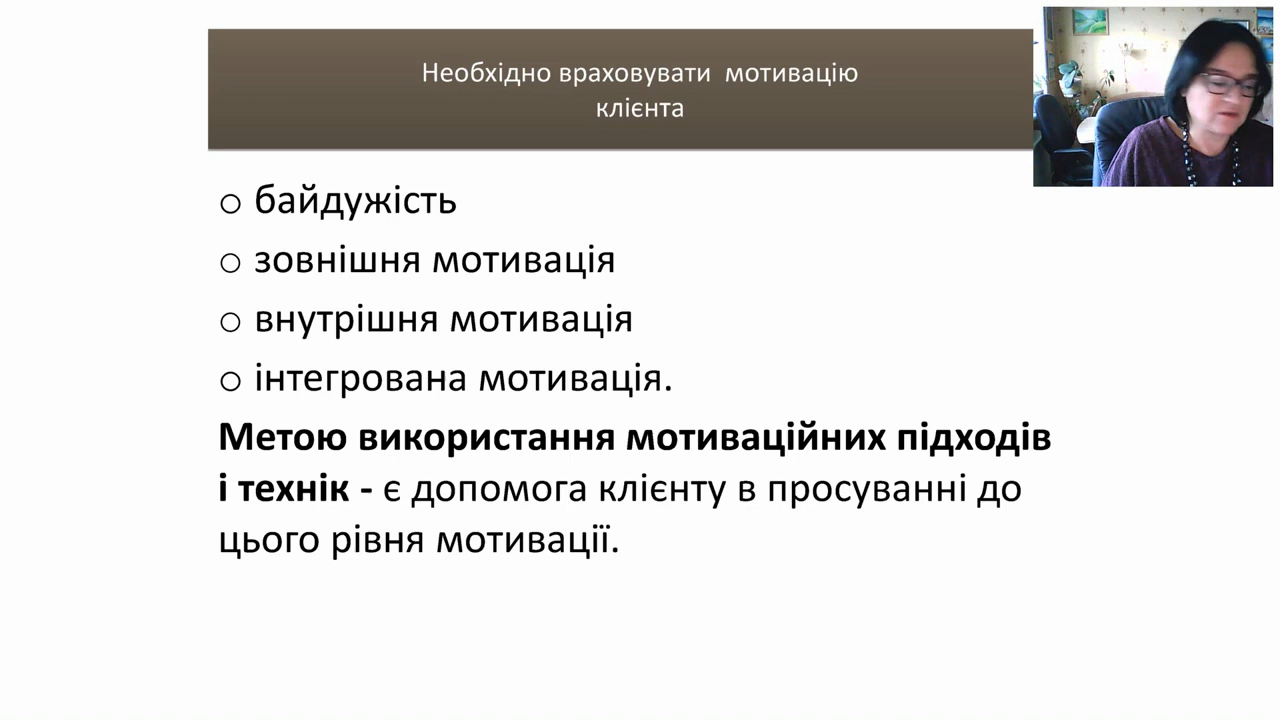 Необхідно враховувати мотивацію
клієнта
o байдужість
o зовнішня мотивація
o внутрішня мотивація
o інтегрована мотивація.
Метою використання мотиваційних підходів
і технік - є допомога клієнту в просуванні до
цього рівня мотивації.